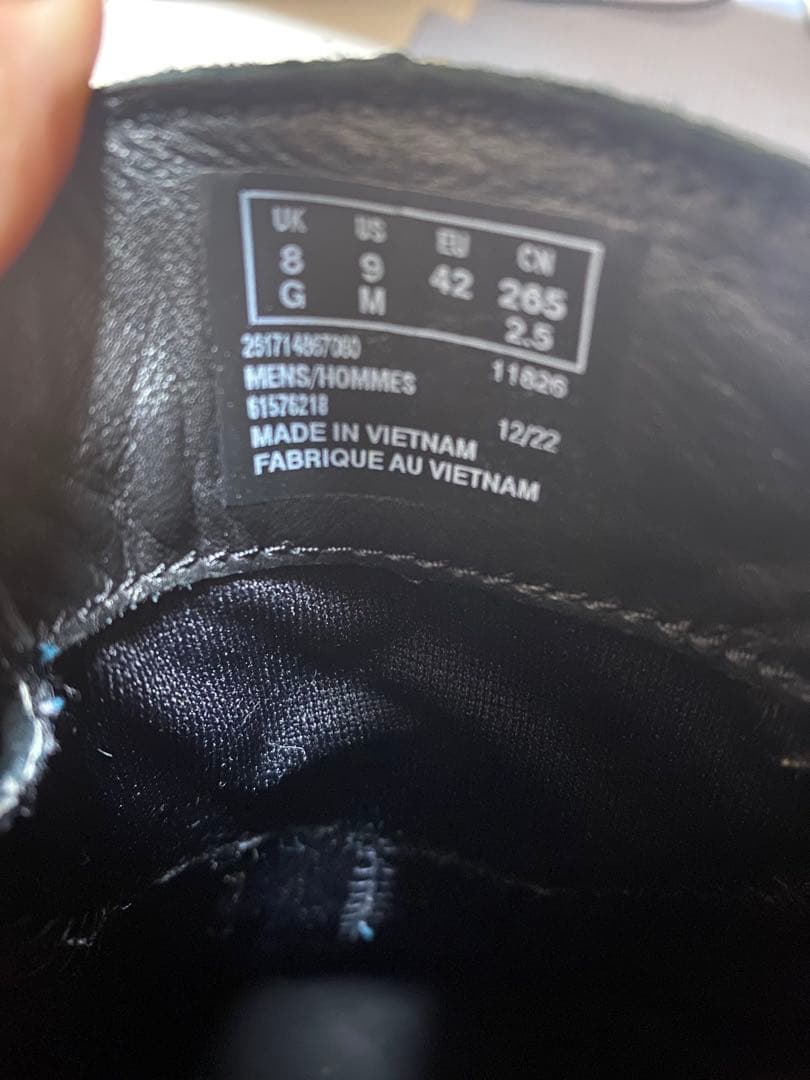 UK US EU CN
8 9 42 265
G M 2.5
251714867080
MENS/HOMMES 11626
61576218
MADE IN VIETNAM 12/22
FABRIQUE AU VIETNAM